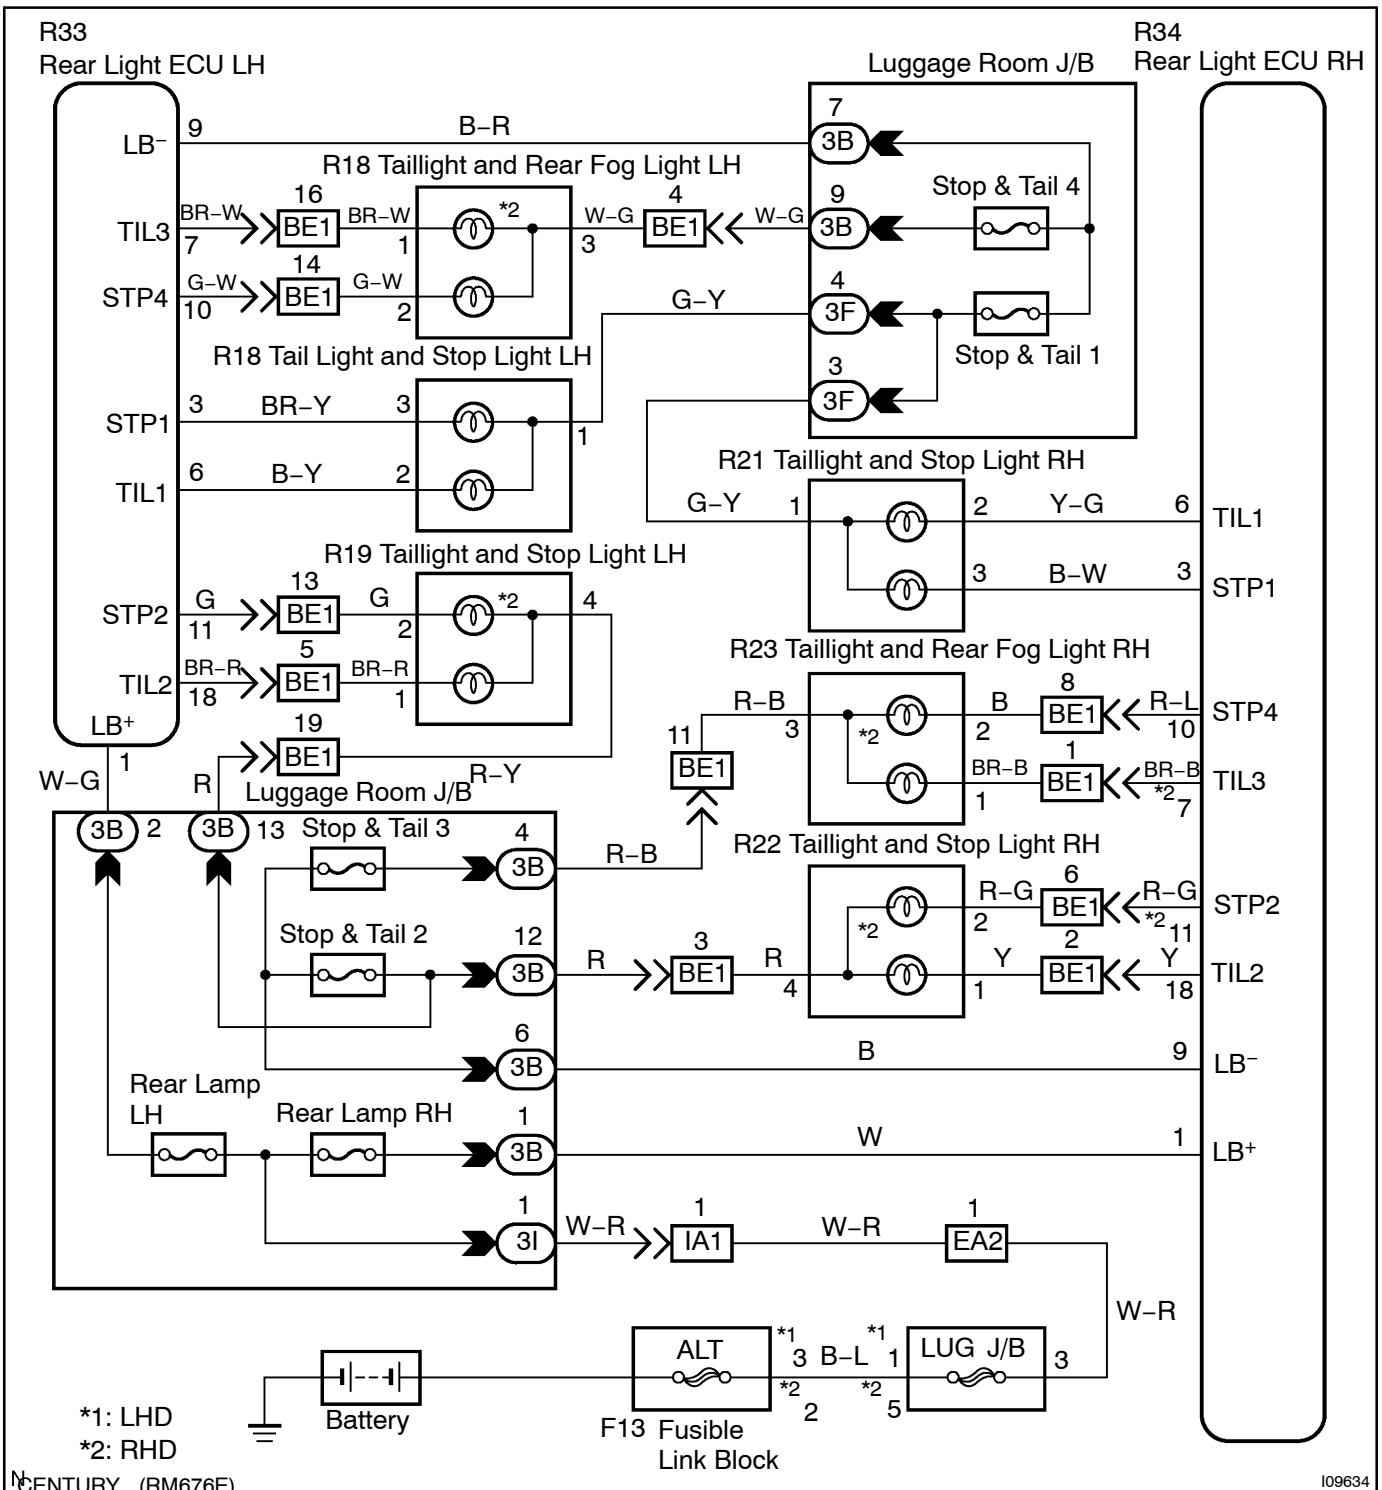 R33
Rear Light ECU LH
R34
Rear Light ECU RH
Luggage Room J/B
LB−
9
B−R
7
3B
R18 Taillight and Rear Fog Light LH
TIL3
BR−W
7
16
BE1
BR−W
1
*2
W−G
3
4
BE1
W−G
9
3B
Stop & Tail 4
STP4
G−W
10
14
BE1
G−W
2
G−Y
4
3F
Stop & Tail 1
R18 Tail Light and Stop Light LH
3
3F
STP1
3
BR−Y
3
1
TIL1
6
B−Y
2
R21 Taillight and Stop Light RH
G−Y
1
2
Y−G
6
TIL1
3
B−W
3
STP1
R19 Taillight and Stop Light LH
STP2
G
11
13
BE1
G
2
*2
4
TIL2
BR−R
18
5
BE1
BR−R
1
R23 Taillight and Rear Fog Light RH
R−B
3
*2
B
2
8
BE1
R−L
10
STP4
BR−B
1
1
BE1
BR−B
*2
7
TIL3
LB+
1
W−G
R
19
BE1
R−Y
11
BE1
Luggage Room J/B
3B
2
3B
13
Stop & Tail 3
4
3B
R−B
R22 Taillight and Stop Light RH
*2
R−G
2
6
BE1
R−G
*2
11
STP2
Stop & Tail 2
12
3B
R
3
BE1
R
4
Y
1
2
BE1
Y
18
TIL2
6
3B
B
9
LB−
Rear Lamp
LH
Rear Lamp RH
1
3B
W
1
LB+
1
3I
W−R
1
IA1
W−R
1
EA2
W−R
ALT
*1
3
*2
2
B−L
*1
1
*2
5
LUG J/B
3
Battery
F13 Fusible
Link Block
*1: LHD
*2: RHD
N
CENTURY (RM676E)
I09634